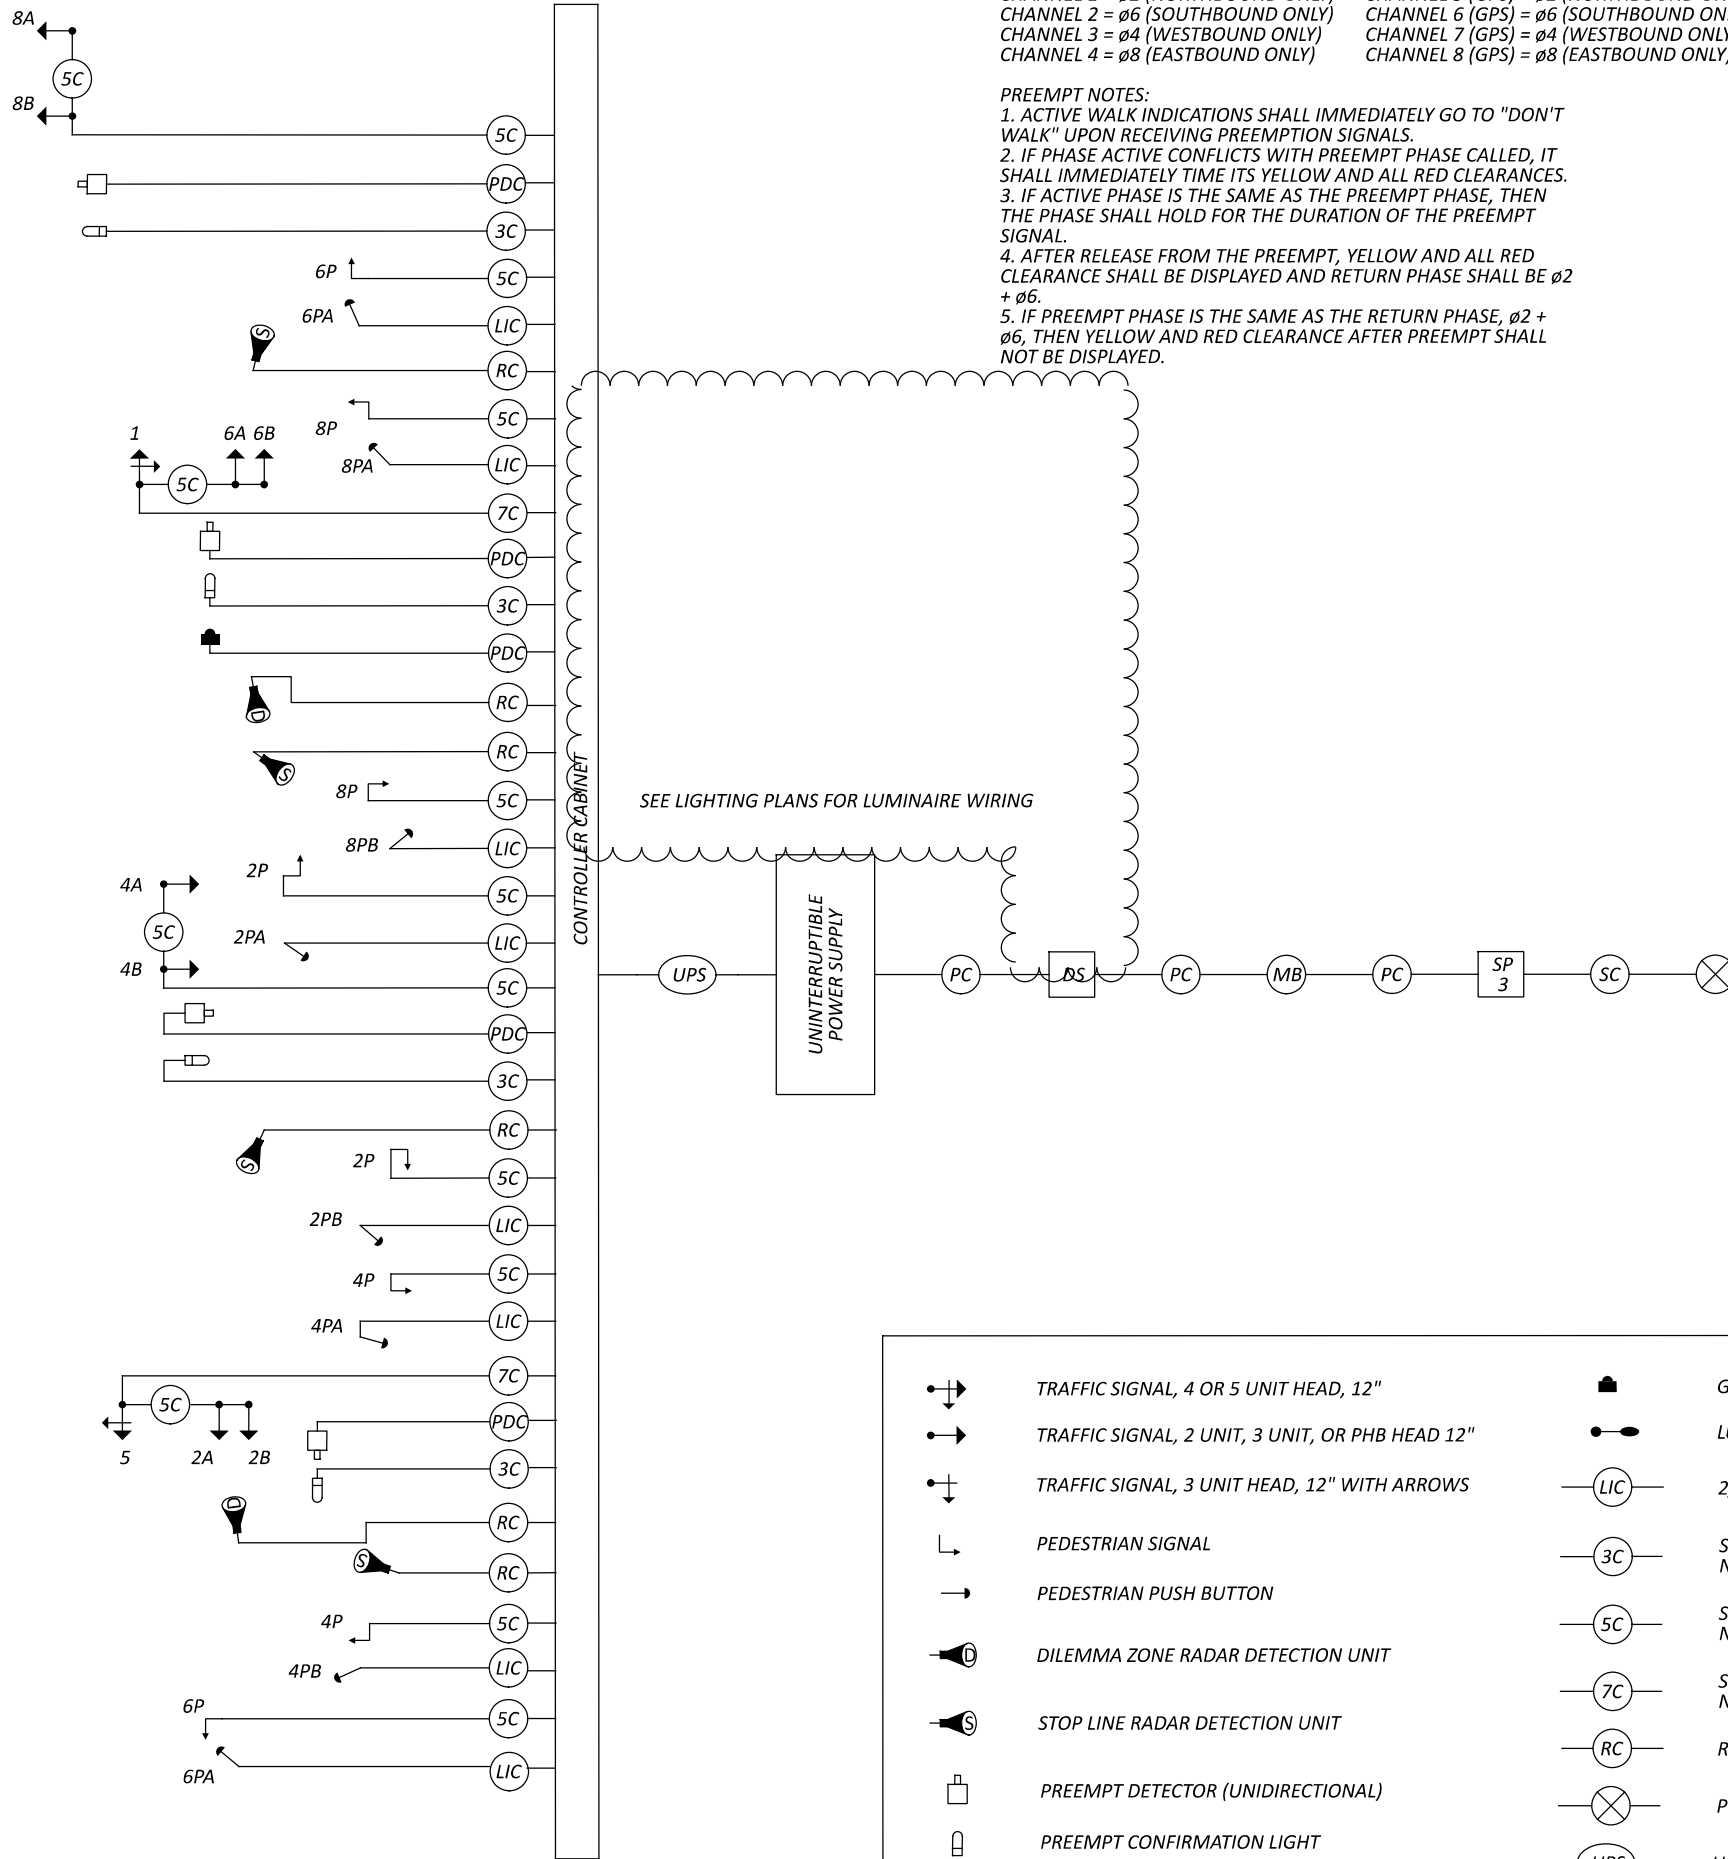 CHANNEL 2 = ø6 (SOUTHBOUND ONLY)
CHANNEL 3 = ø4 (WESTBOUND ONLY)
CHANNEL 4 = ø8 (EASTBOUND ONLY)
CHANNEL 6 (GPS) = ø6 (SOUTHBOUND
CHANNEL 7 (GPS) = ø4 (WESTBOUND ONLY
CHANNEL 8 (GPS) = ø8 (EASTBOUND ONLY)
PREEMPT NOTES:
1. ACTIVE WALK INDICATIONS SHALL IMMEDIATELY GO TO "DON'T
WALK" UPON RECEIVING PREEMPTION SIGNALS.
2. IF PHASE ACTIVE CONFLICTS WITH PREEMPT PHASE CALLED, IT
SHALL IMMEDIATELY TIME ITS YELLOW AND ALL RED CLEARANCES.
3. IF ACTIVE PHASE IS THE SAME AS THE PREEMPT PHASE, THEN
THE PHASE SHALL HOLD FOR THE DURATION OF THE PREEMPT
SIGNAL.
4. AFTER RELEASE FROM THE PREEMPT, YELLOW AND ALL RED
CLEARANCE SHALL BE DISPLAYED AND RETURN PHASE SHALL BE ø2
+ ø6.
5. IF PREEMPT PHASE IS THE SAME AS THE RETURN PHASE, ø2 +
ø6, THEN YELLOW AND RED CLEARANCE AFTER PREEMPT SHALL
NOT BE DISPLAYED.
8A
5C
8B
5C
PDC
3C
6P
5C
6PA
LIC
S
RC
8P
5C
8PA
LIC
1
6A 6B
5C
7C
PDC
3C
PDC
D
RC
S
RC
8P
5C
8PB
LIC
2P
5C
4A
5C
4B
2PA
LIC
5C
PDC
3C
S
RC
2P
5C
2PB
LIC
4P
5C
4PA
LIC
7C
5C
5
2A
2B
PDC
3C
D
RC
S
RC
4P
5C
4PB
LIC
6P
5C
6PA
LIC
CONTROLLER CABINET
SEE LIGHTING PLANS FOR LUMINAIRE WIRING
UPS
UNINTERRUPTIBLE
POWER SUPPLY
PC
DS
PC
MB
PC
SP
3
SC
TRAFFIC SIGNAL, 4 OR 5 UNIT HEAD, 12"
TRAFFIC SIGNAL, 2 UNIT, 3 UNIT, OR PHB HEAD 12"
TRAFFIC SIGNAL, 3 UNIT HEAD, 12" WITH ARROWS
PEDESTRIAN SIGNAL
PEDESTRIAN PUSH BUTTON
D
DILEMMA ZONE RADAR DETECTION UNIT
S
STOP LINE RADAR DETECTION UNIT
PREEMPT DETECTOR (UNIDIRECTIONAL)
PREEMPT CONFIRMATION LIGHT
LIC
3C
5C
7C
RC